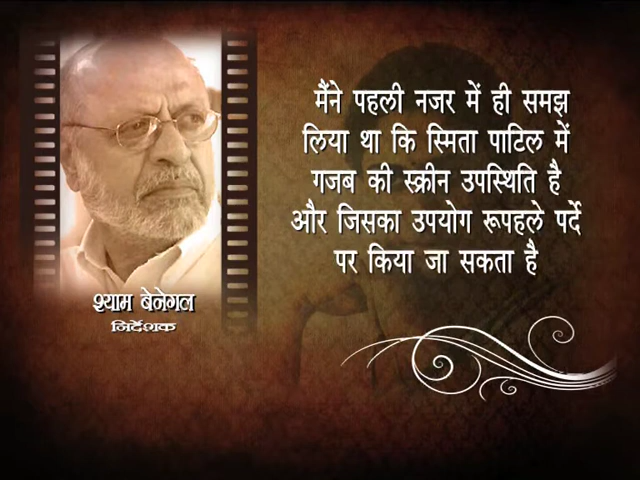 मैंने पहली नजर में ही समझ
लिया था कि स्मिता पाटिल में
गजब की स्क्रीन उपस्थिति है
और जिसका उपयोग रूपहले पर्दे
पर किया जा सकता है
श्याम बेनेगल
निर्देशक